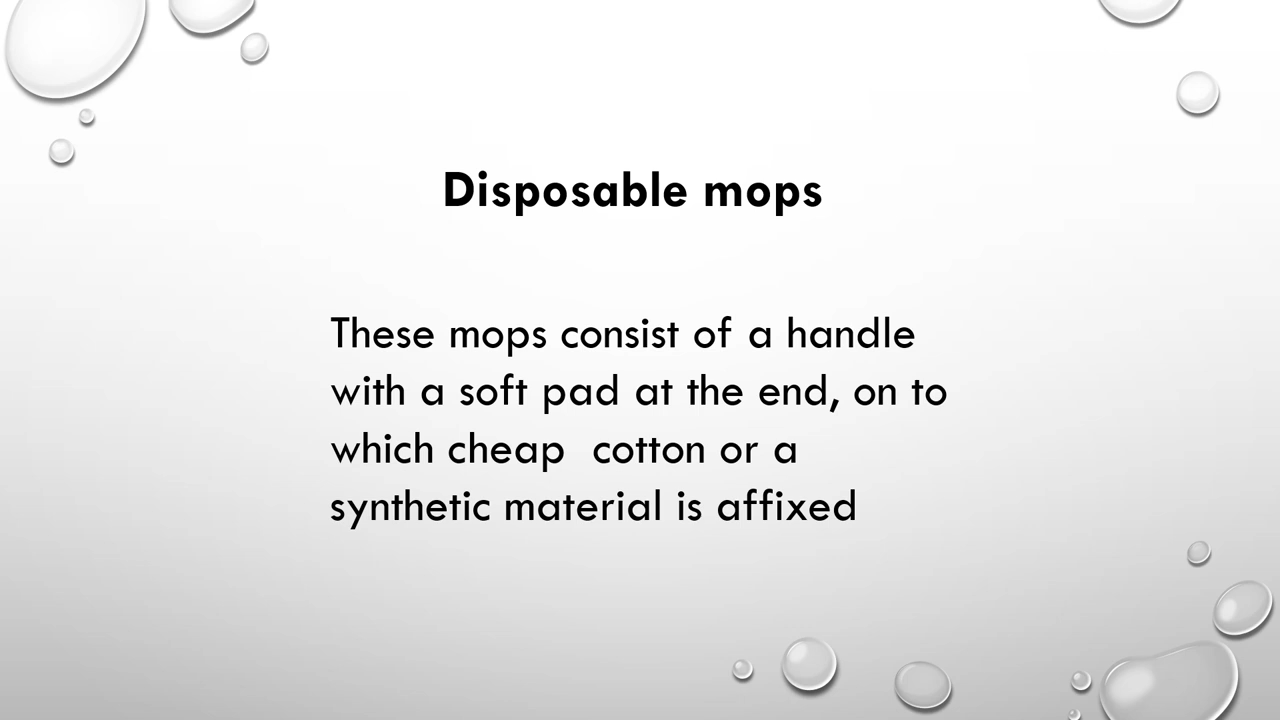 Disposable mops
These mops consist of a handle
with a soft pad at the end, on to
which cheap  cotton or a
synthetic material is affixed